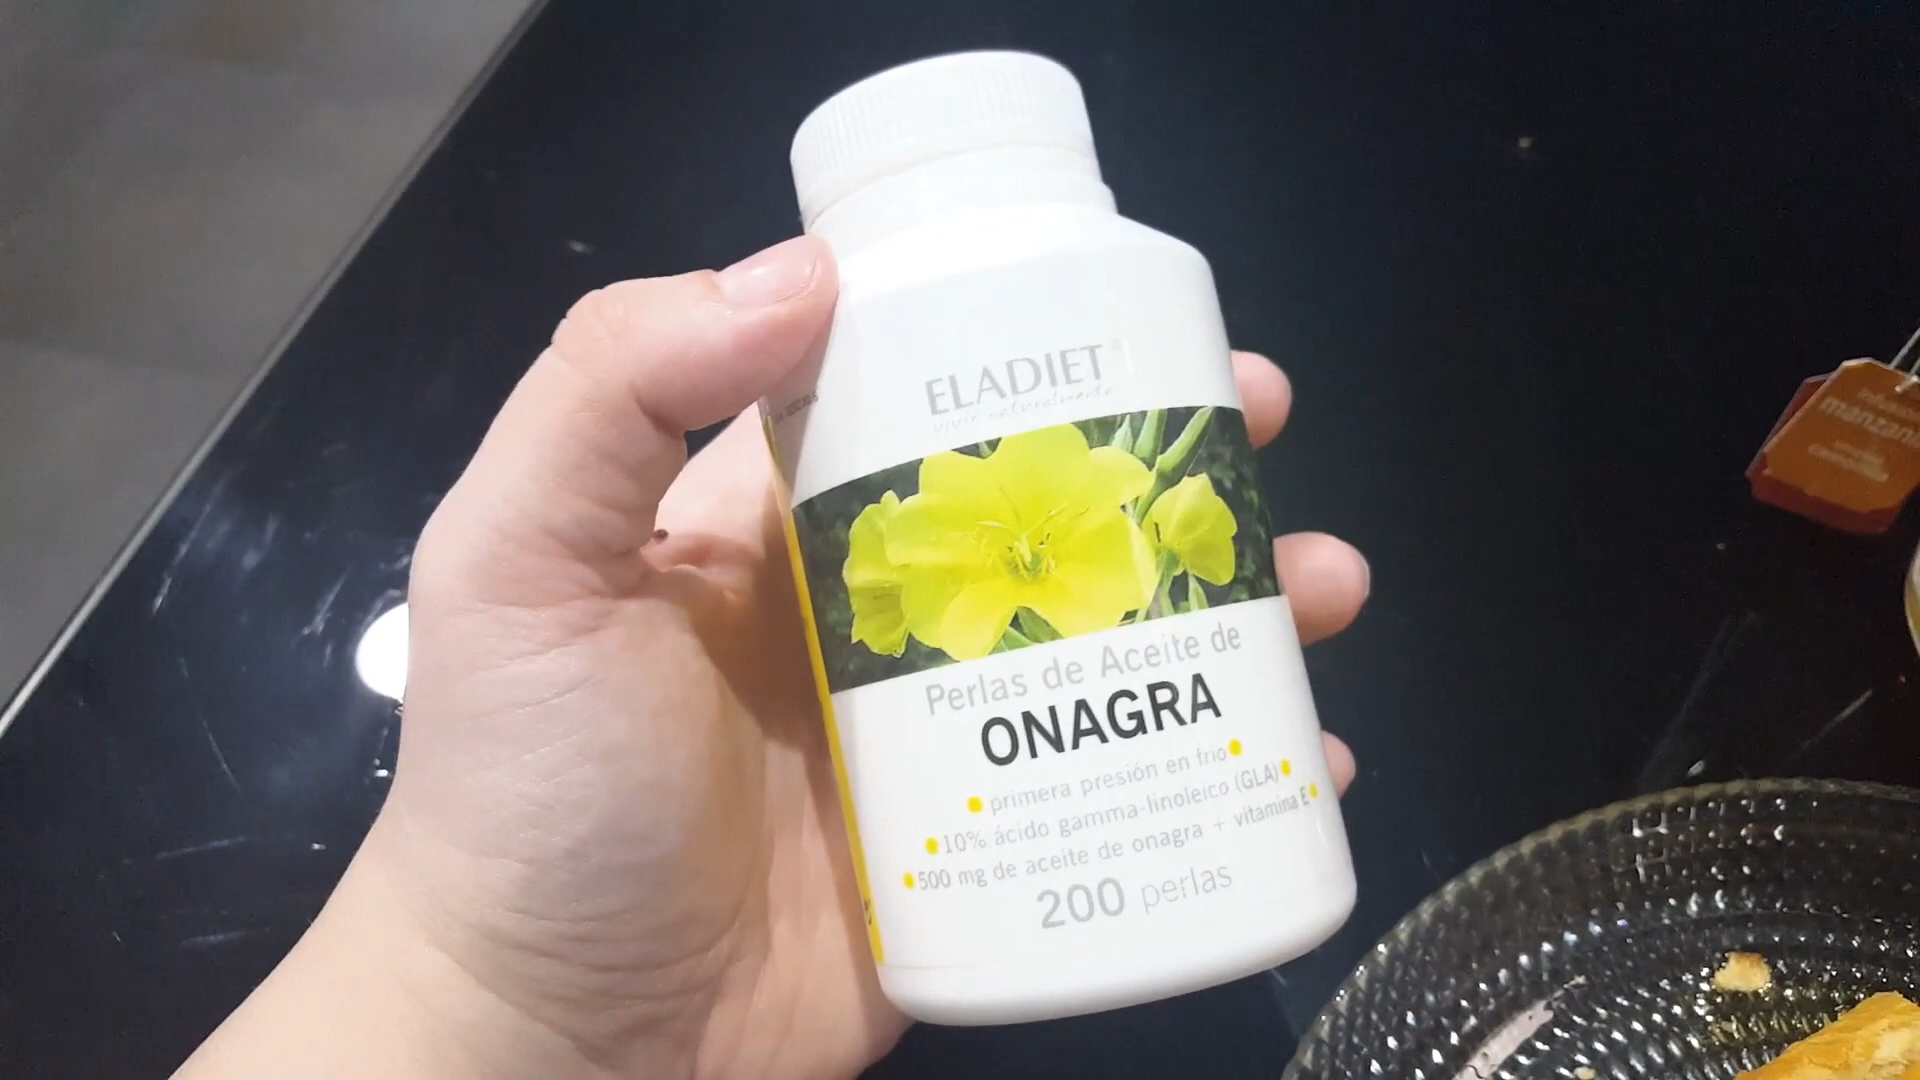 ELADIET
vivir naturalmente
Perlas de Aceite de
ONAGRA
primera presión en frío
10% ácido gamma-linoleico (GLA)
500 mg de aceite de onagra + vitamina E
200 perlas
manzana